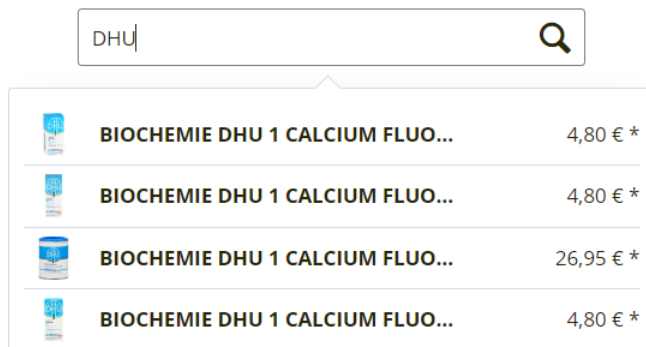 DHU
BIOCHEMIE DHU 1 CALCIUM FLUO... 4,80 € *
BIOCHEMIE DHU 1 CALCIUM FLUO... 4,80 € *
BIOCHEMIE DHU 1 CALCIUM FLUO... 26,95 € *
BIOCHEMIE DHU 1 CALCIUM FLUO... 4,80 € *